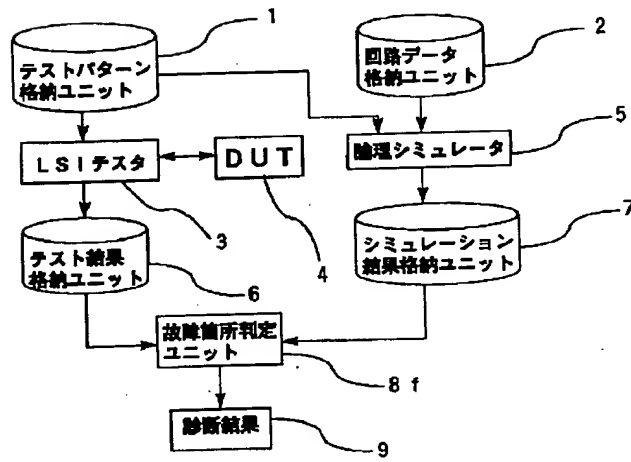 1
テストパターン
格納ユニット
2
回路データ
格納ユニット
5
LSIテスタ
DUT
論理シミュレータ
3
4
テスト結果
格納ユニット
6
シミュレーション
結果格納ユニット
7
故障箇所判定
ユニット
8f
診断結果
9